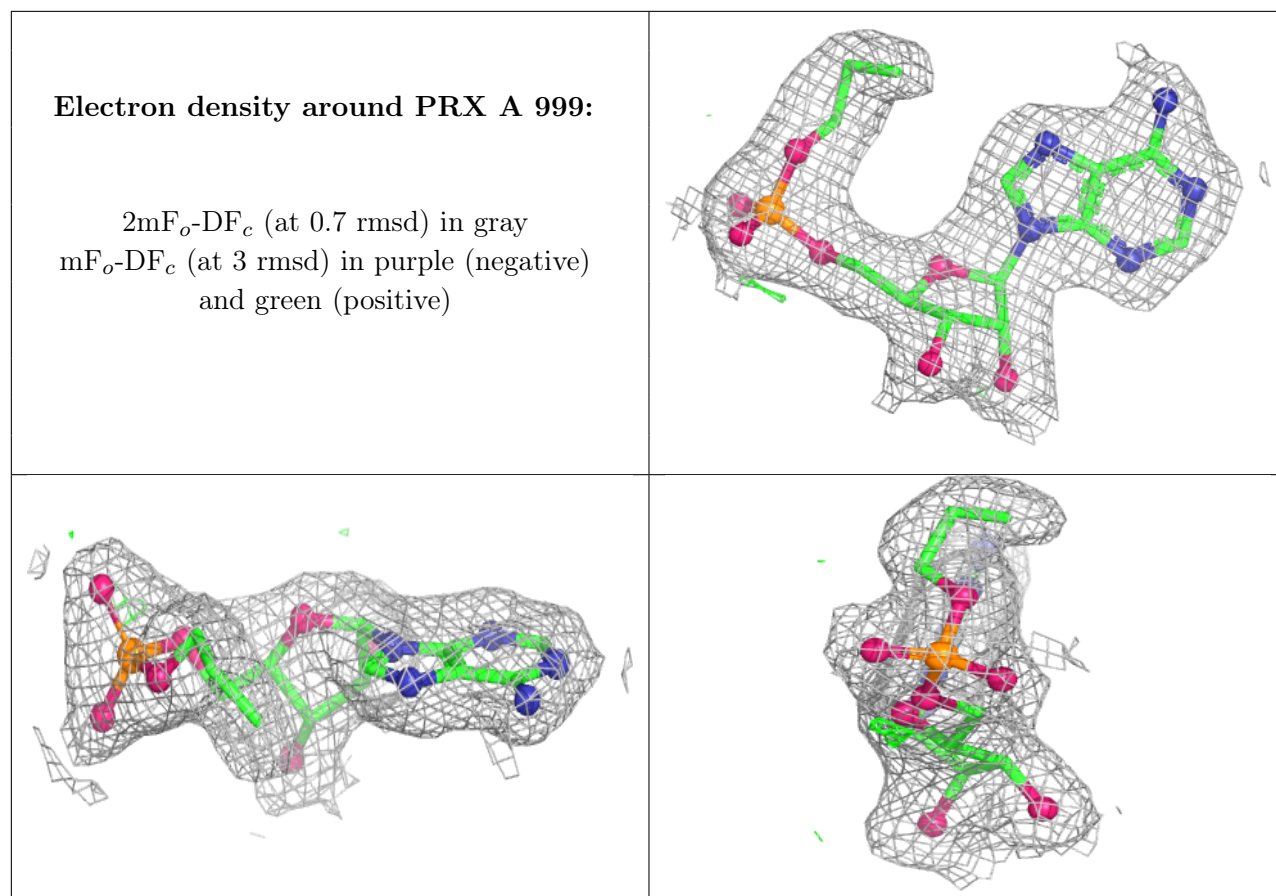 Electron density around PRX A 999:
2mFo-DFc (at 0.7 rmsd) in gray
mFo-DFc (at 3 rmsd) in purple (negative)
and green (positive)